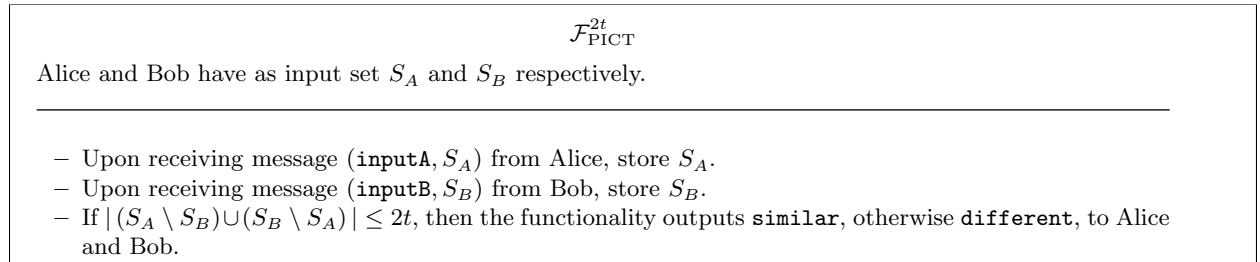 $\mathcal{F}_{\mathrm{PICT}}^{2t}$
Alice and Bob have as input set $S_A$ and $S_B$ respectively.
– Upon receiving message (inputA, $S_A$) from Alice, store $S_A$.
– Upon receiving message (inputB, $S_B$) from Bob, store $S_B$.
– If $|(S_A \setminus S_B) \cup (S_B \setminus S_A)| \leq 2t$, then the functionality outputs similar, otherwise different, to Alice
and Bob.